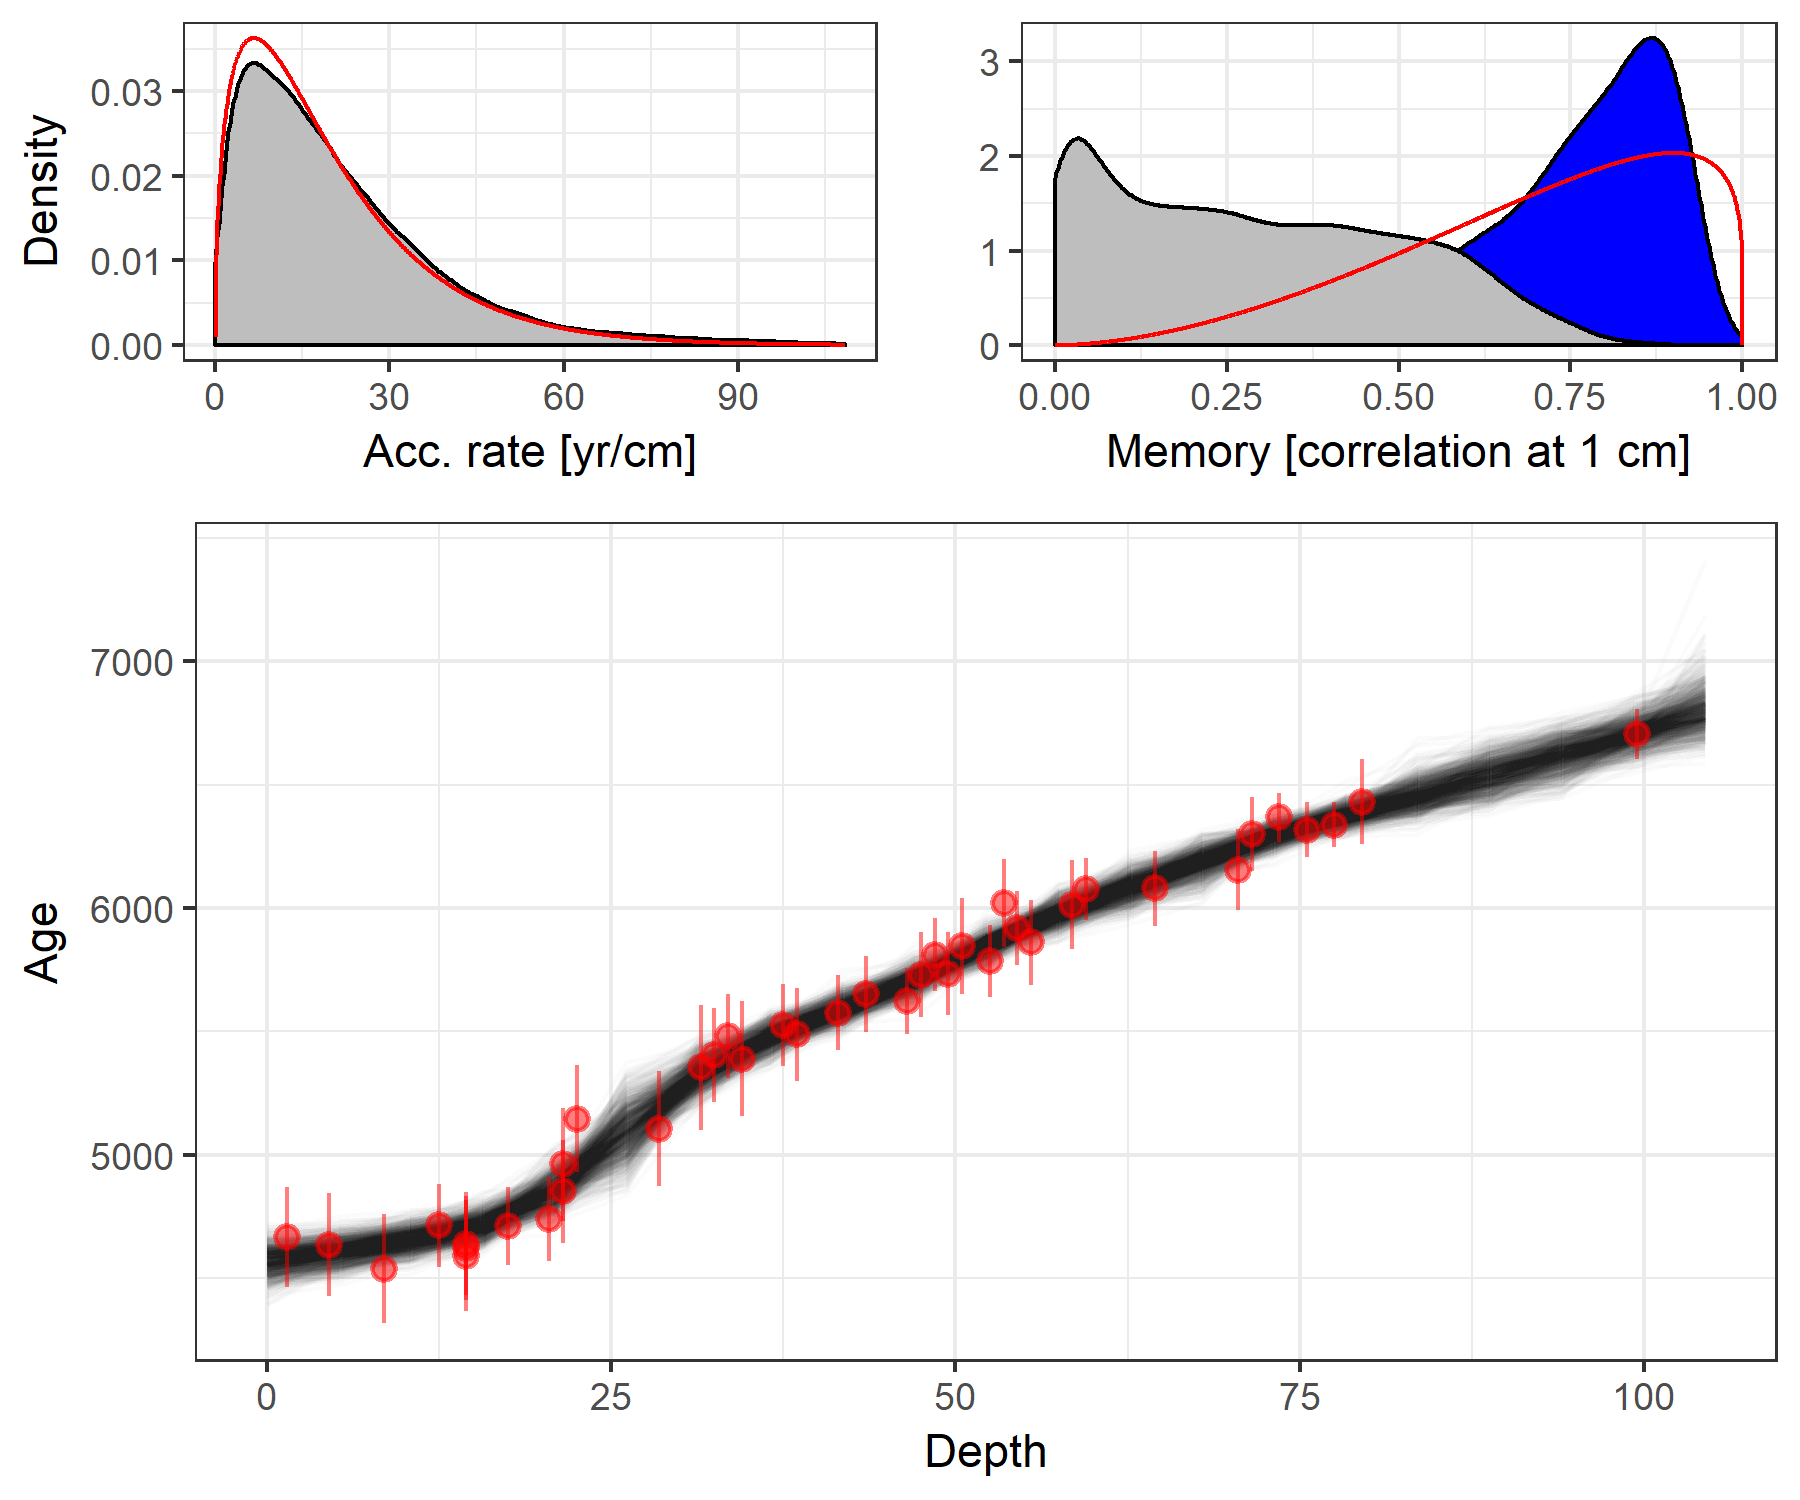 Density
0.03
0.02
0.01
0.00
0 30 60 90
Acc. rate [yr/cm]
3
2
1
0
0.00 0.25 0.50 0.75 1.00
Memory [correlation at 1 cm]
Age
7000
6000
5000
0 25 50 75 100
Depth